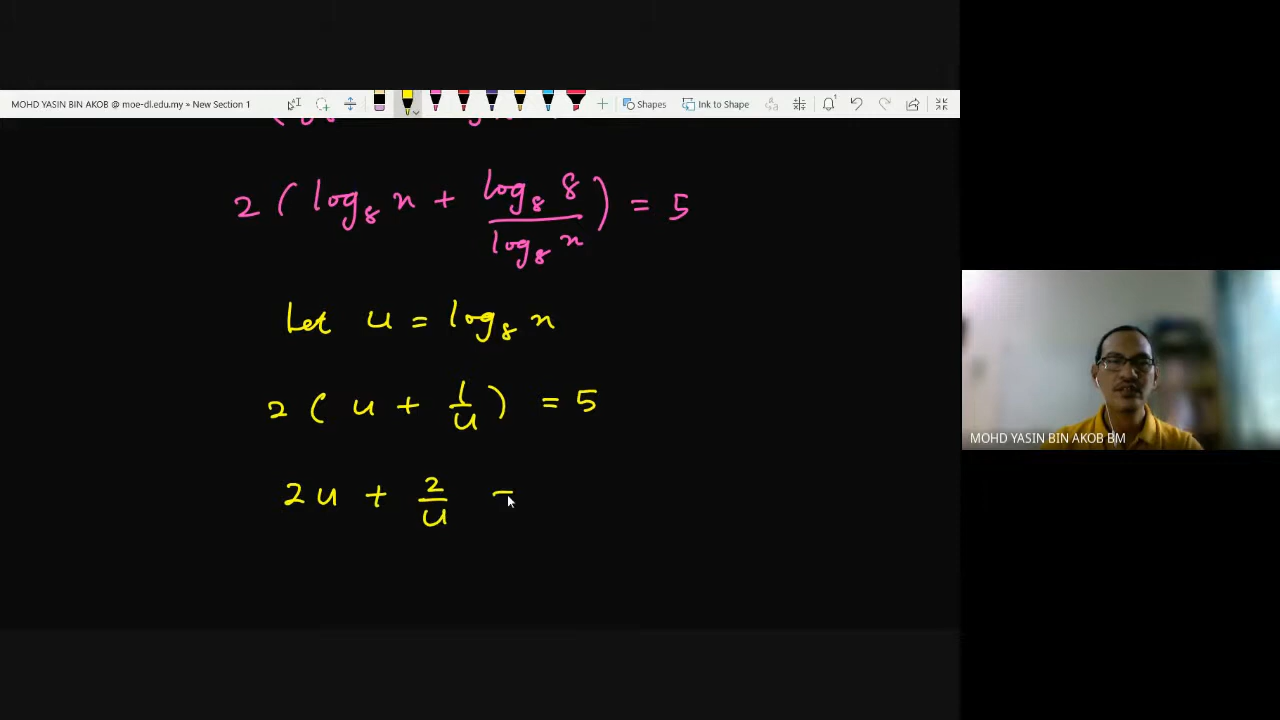 MOHD YASIN BIN AKOB @ moe-dl.edu.my » New Section 1
Shapes
Ink to Shape
2 ( log₈ x + log₈ 8 / log₈ x ) = 5
Let u = log₈ x
2 ( u + 1/u ) = 5
2u + 2/u =
MOHD YASIN BIN AKOB BM